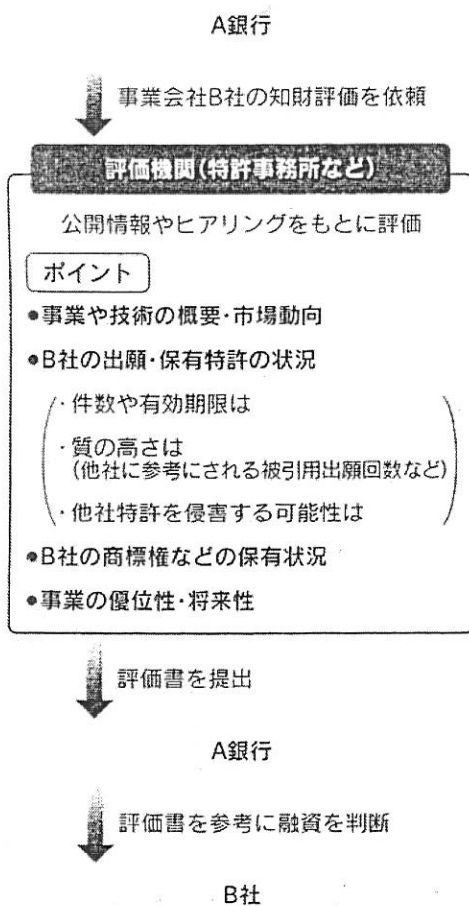 A銀行
事業会社B社の知財評価を依頼
評価機関(特許事務所など)
公開情報やヒアリングをもとに評価
ポイント
●事業や技術の概要・市場動向
●B社の出願・保有特許の状況
・件数や有効期限は
・質の高さは
(他社に参考にされる被引用出願回数など)
・他社特許を侵害する可能性は
●B社の商標権などの保有状況
●事業の優位性・将来性
評価書を提出
A銀行
評価書を参考に融資を判断
B社